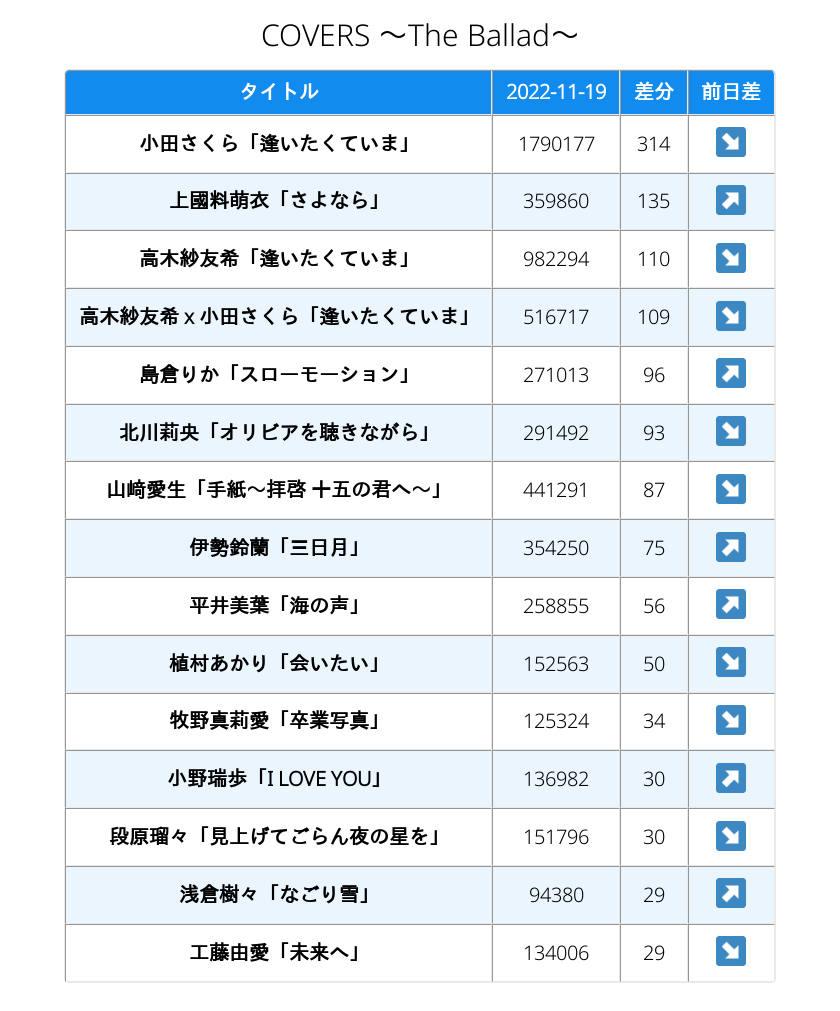 COVERS ～The Ballad～
タイトル 2022-11-19 差分 前日差
小田さくら「逢いたくていま」 1790177 314 ↘
上國料萌衣「さよなら」 359860 135 ↗
高木紗友希「逢いたくていま」 982294 110 ↘
高木紗友希 x 小田さくら「逢いたくていま」 516717 109 ↘
島倉りか「スローモーション」 271013 96 ↗
北川莉央「オリビアを聴きながら」 291492 93 ↘
山﨑愛生「手紙～拝啓 十五の君へ～」 441291 87 ↘
伊勢鈴蘭「三日月」 354250 75 ↗
平井美葉「海の声」 258855 56 ↗
植村あかり「会いたい」 152563 50 ↘
牧野真莉愛「卒業写真」 125324 34 ↘
小野瑞歩「I LOVE YOU」 136982 30 ↗
段原瑠々「見上げてごらん夜の星を」 151796 30 ↘
浅倉樹々「なごり雪」 94380 29 ↗
工藤由愛「未来へ」 134006 29 ↘